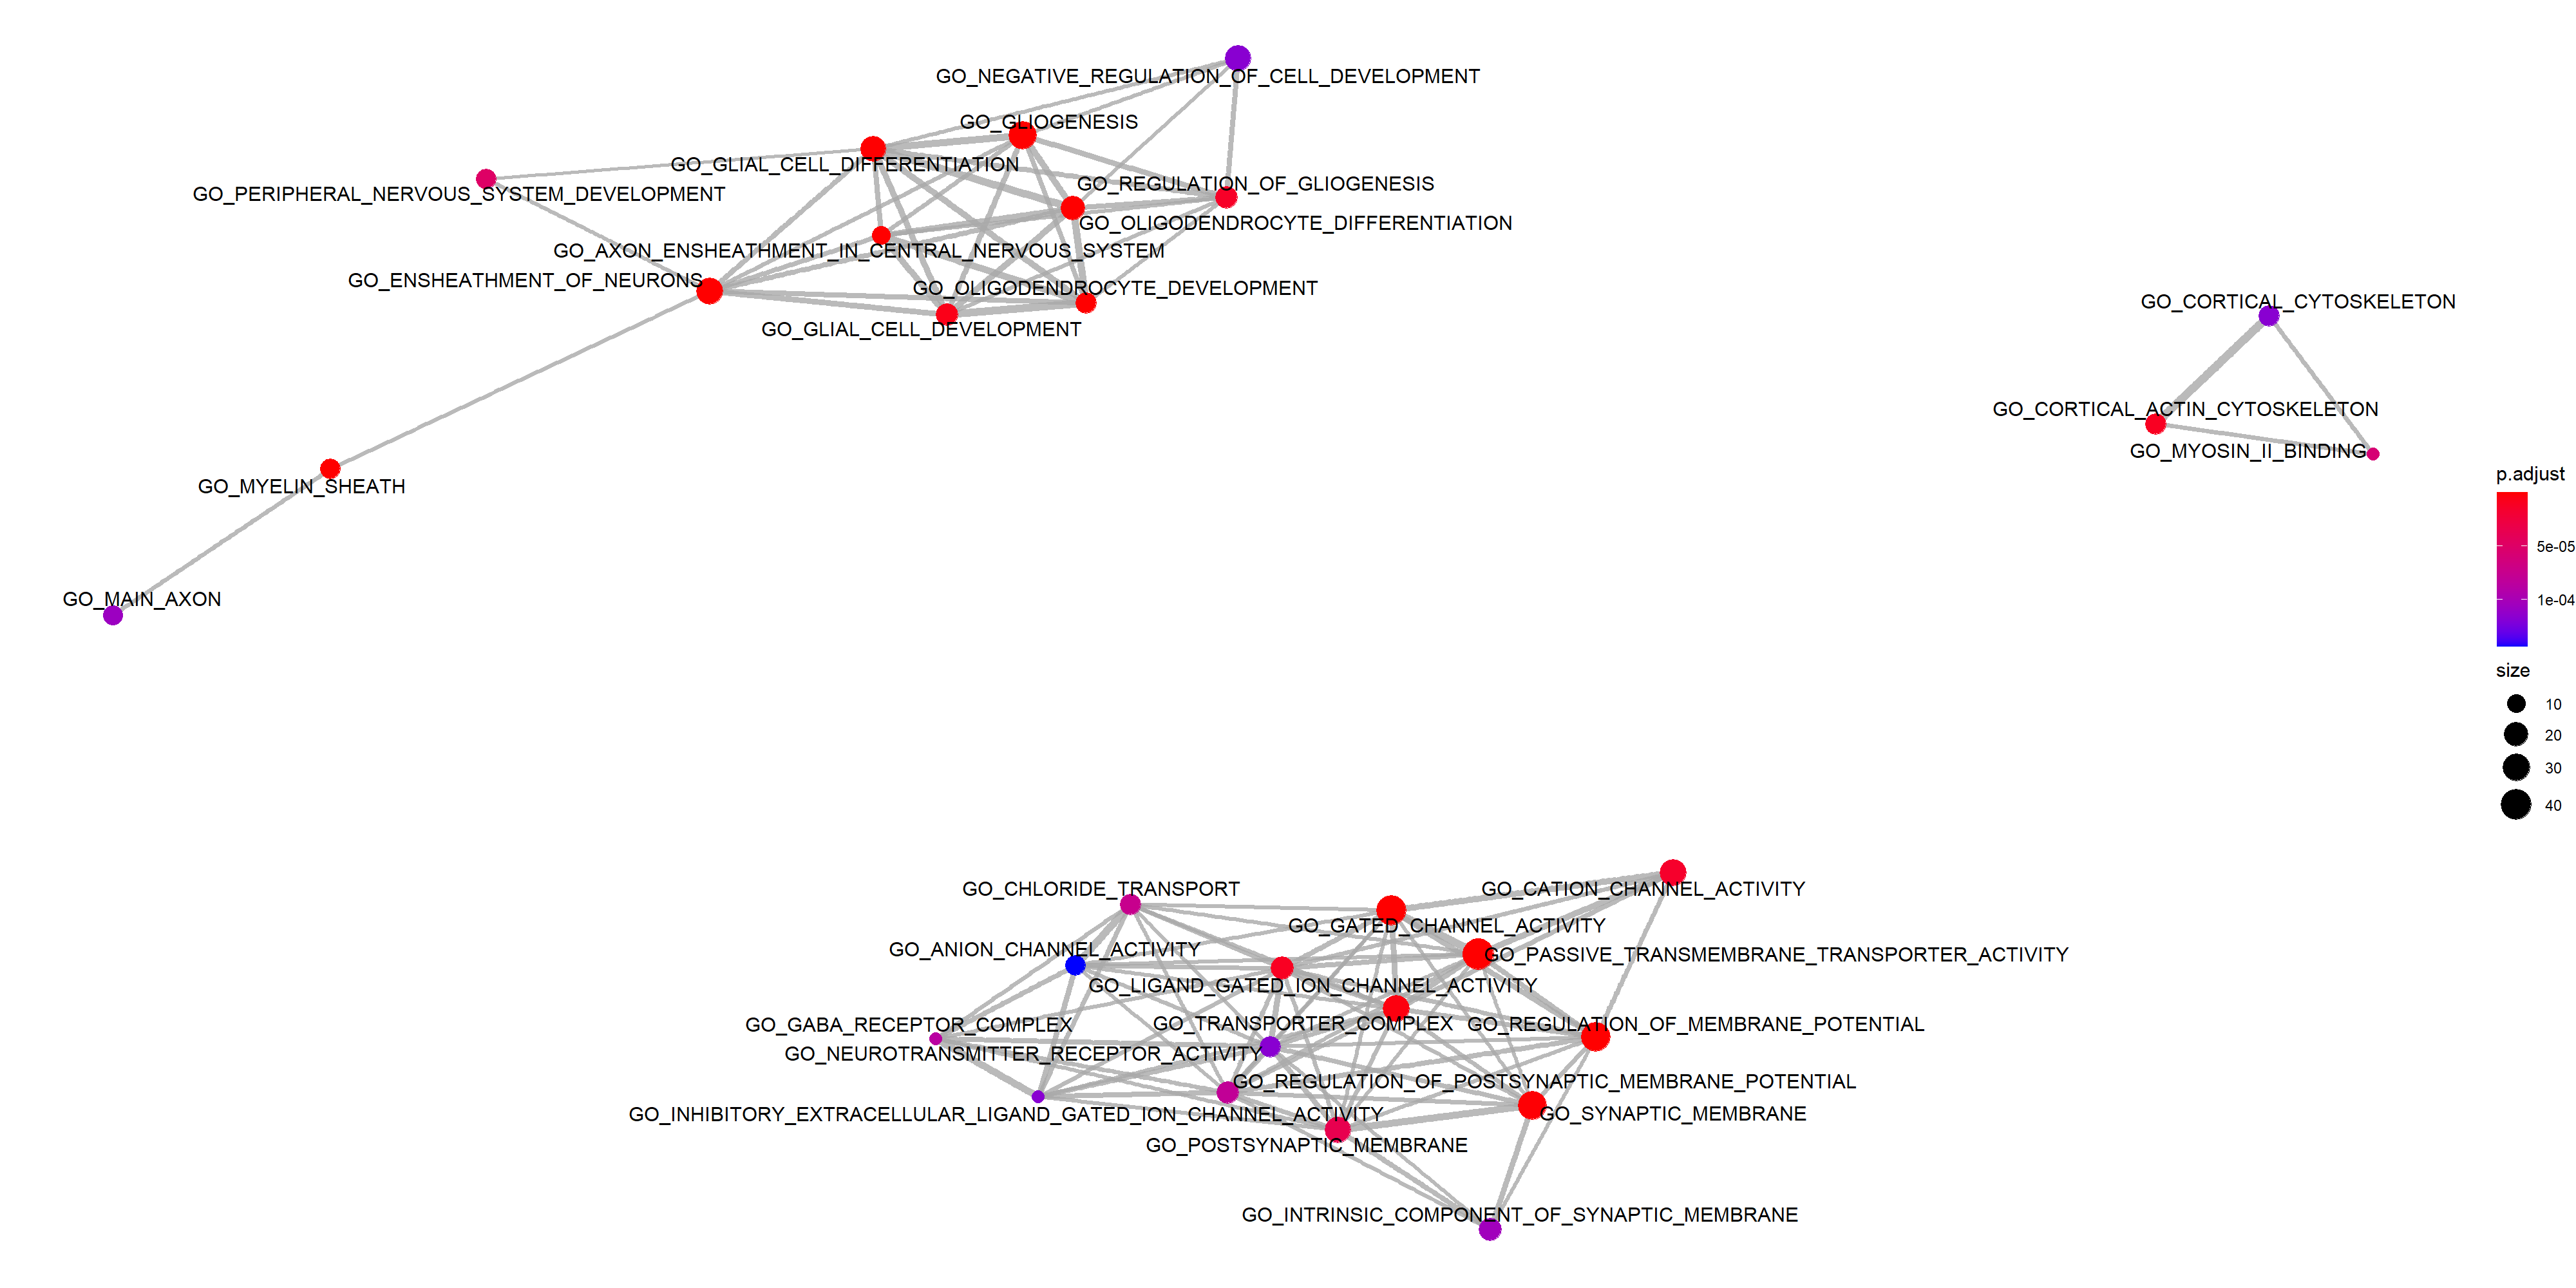 GO_NEGATIVE_REGULATION_OF_CELL_DEVELOPMENT
GO_GLIOGENESIS
GO_GLIAL_CELL_DIFFERENTIATION
GO_REGULATION_OF_GLIOGENESIS
GO_PERIPHERAL_NERVOUS_SYSTEM_DEVELOPMENT
GO_OLIGODENDROCYTE_DIFFERENTIATION
GO_AXON_ENSHEATHMENT_IN_CENTRAL_NERVOUS_SYSTEM
GO_ENSHEATHMENT_OF_NEURONS
GO_OLIGODENDROCYTE_DEVELOPMENT
GO_GLIAL_CELL_DEVELOPMENT
GO_MYELIN_SHEATH
GO_MAIN_AXON
GO_CORTICAL_CYTOSKELETON
GO_CORTICAL_ACTIN_CYTOSKELETON
GO_MYOSIN_II_BINDING
p.adjust
5e-05
1e-04
size
10
20
30
40
GO_CHLORIDE_TRANSPORT
GO_CATION_CHANNEL_ACTIVITY
GO_GATED_CHANNEL_ACTIVITY
GO_ANION_CHANNEL_ACTIVITY
GO_PASSIVE_TRANSMEMBRANE_TRANSPORTER_ACTIVITY
GO_LIGAND_GATED_ION_CHANNEL_ACTIVITY
GO_GABA_RECEPTOR_COMPLEX
GO_TRANSPORTER_COMPLEX
GO_REGULATION_OF_MEMBRANE_POTENTIAL
GO_NEUROTRANSMITTER_RECEPTOR_ACTIVITY
GO_REGULATION_OF_POSTSYNAPTIC_MEMBRANE_POTENTIAL
GO_INHIBITORY_EXTRACELLULAR_LIGAND_GATED_ION_CHANNEL_ACTIVITY
GO_SYNAPTIC_MEMBRANE
GO_POSTSYNAPTIC_MEMBRANE
GO_INTRINSIC_COMPONENT_OF_SYNAPTIC_MEMBRANE